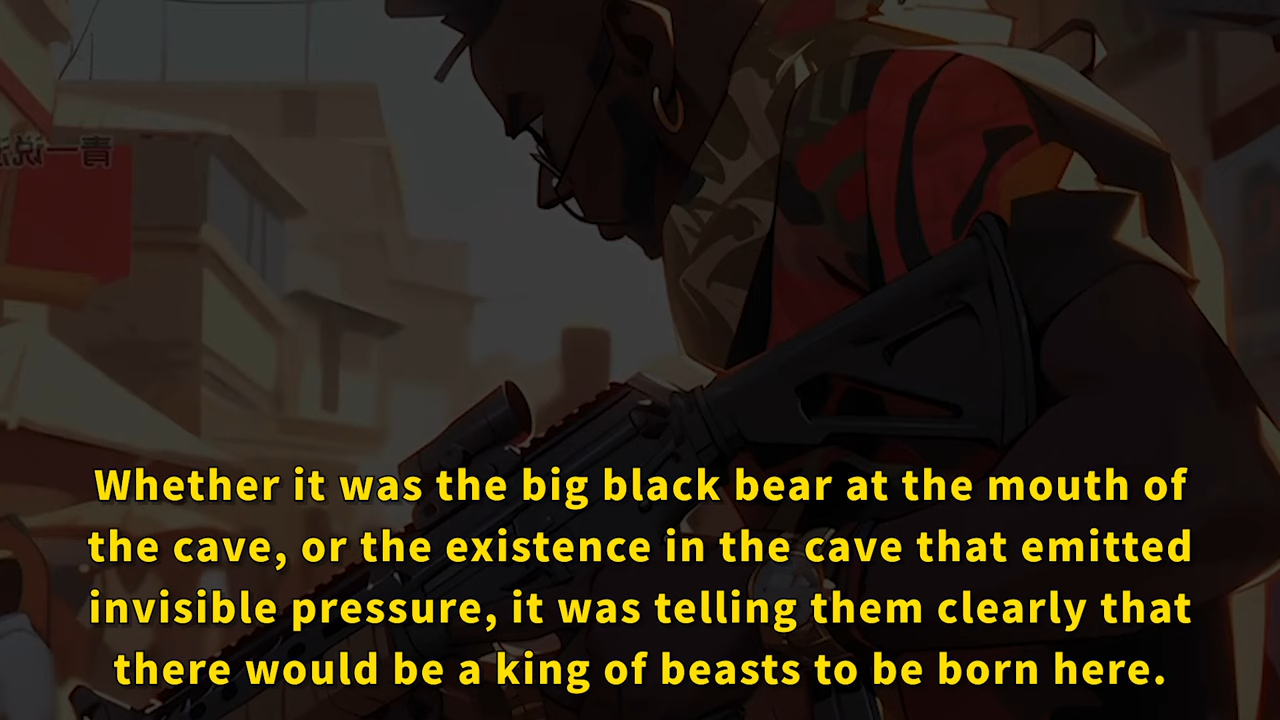 Whether it was the big black bear at the mouth of
the cave, or the existence in the cave that emitted
invisible pressure, it was telling them clearly that
there would be a king of beasts to be born here.